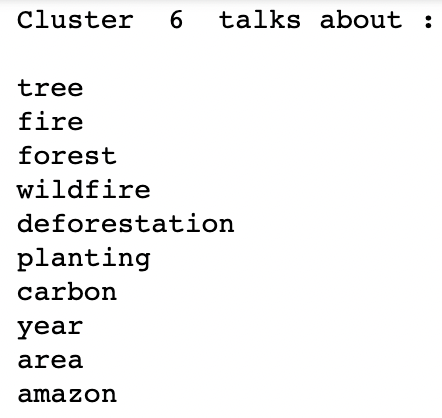 Cluster  6  talks about :
tree
fire
forest
wildfire
deforestation
planting
carbon
year
area
amazon